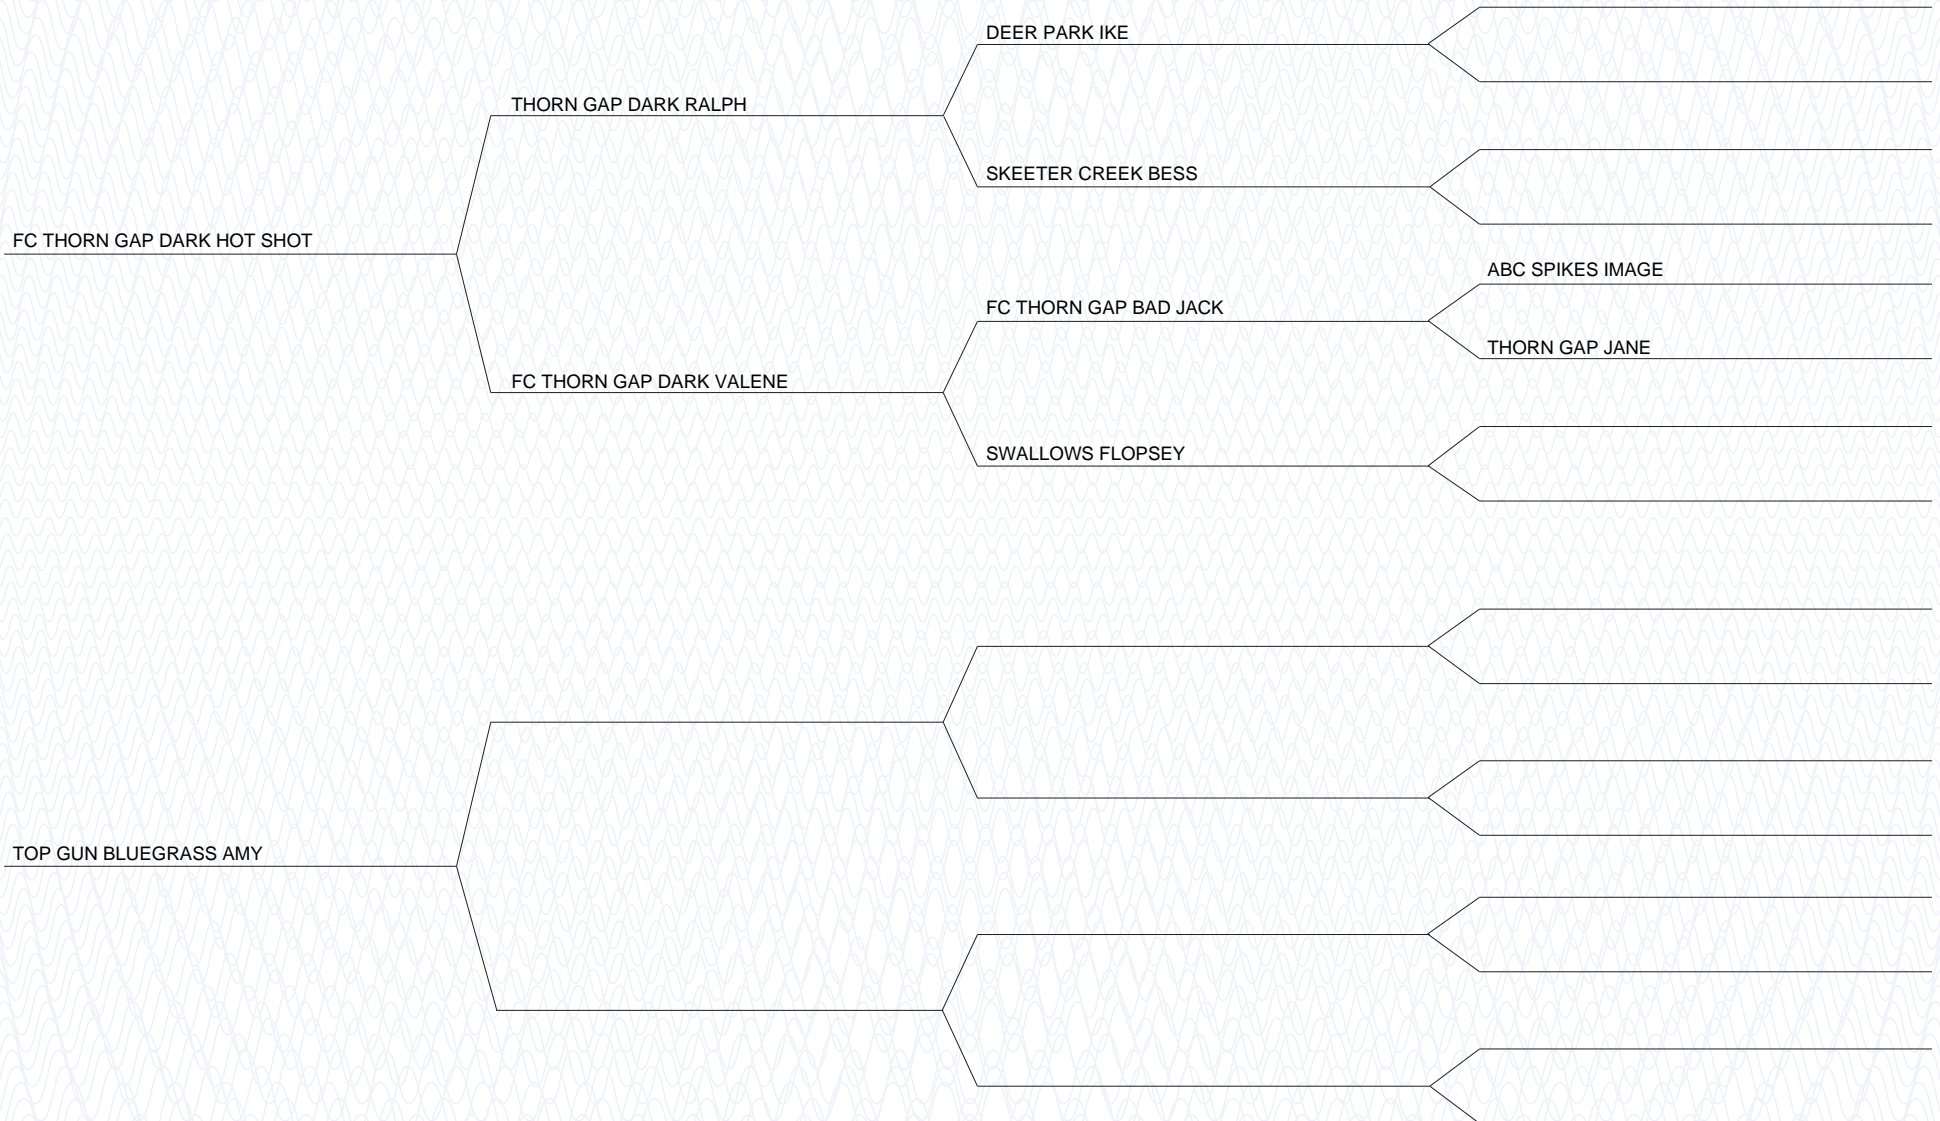 DEER PARK IKE
THORN GAP DARK RALPH
SKEETER CREEK BESS
FC THORN GAP DARK HOT SHOT
ABC SPIKES IMAGE
FC THORN GAP BAD JACK
THORN GAP JANE
FC THORN GAP DARK VALENE
SWALLOWS FLOPSEY
TOP GUN BLUEGRASS AMY